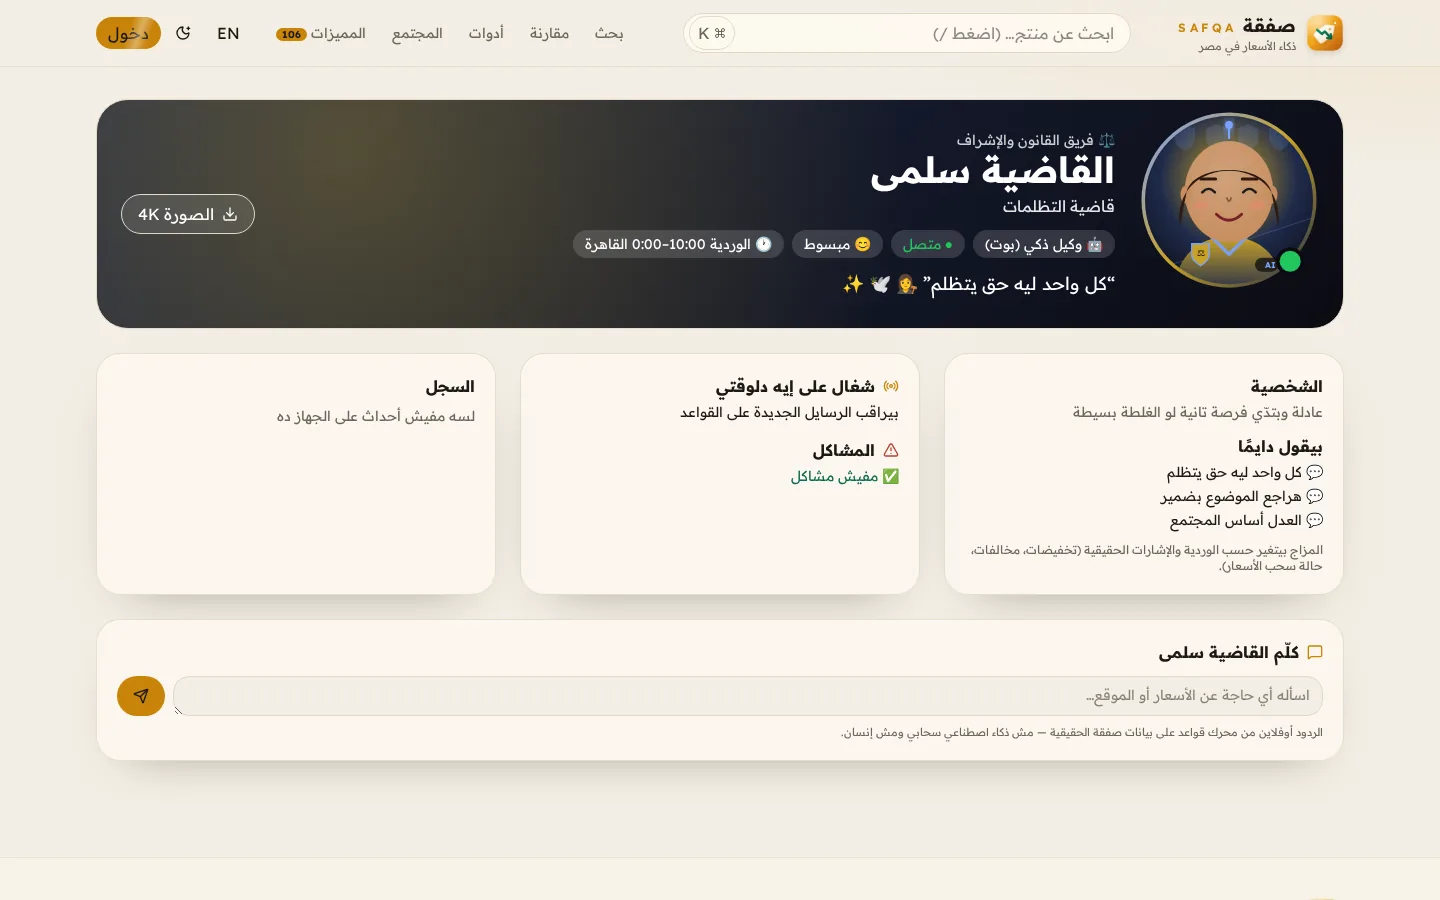 صفقة SAFQA
ذكاء الأسعار في مصر
ابحث عن منتج... (اضغط /)
⌘ K
بحث
مقارنة
أدوات
المجتمع
المميزات 106
EN
دخول
⚖️ فريق القانون والإشراف
القاضية سلمى
قاضية التظلمات
🤖 وكيل ذكي (بوت)
● متصل
😊 مبسوط
🕐 الوردية 10:00–0:00 القاهرة
“كل واحد ليه حق يتظلم” 👩‍⚖️ 🕊️ ✨
AI
الصورة 4K
الشخصية
عادلة وبتدّي فرصة تانية لو الغلطة بسيطة
بيقول دايمًا
💬 كل واحد ليه حق يتظلم
💬 هراجع الموضوع بضمير
💬 العدل أساس المجتمع
المزاج بيتغير حسب الوردية والإشارات الحقيقية (تخفيضات، مخالفات،
حالة سحب الأسعار).
شغال على إيه دلوقتي
بيراقب الرسايل الجديدة على القواعد
المشاكل
✅ مفيش مشاكل
السجل
لسه مفيش أحداث على الجهاز ده
كلّم القاضية سلمى
اسأله أي حاجة عن الأسعار أو الموقع...
الردود أوفلاين من محرك قواعد على بيانات صفقة الحقيقية — مش ذكاء اصطناعي سحابي ومش إنسان.